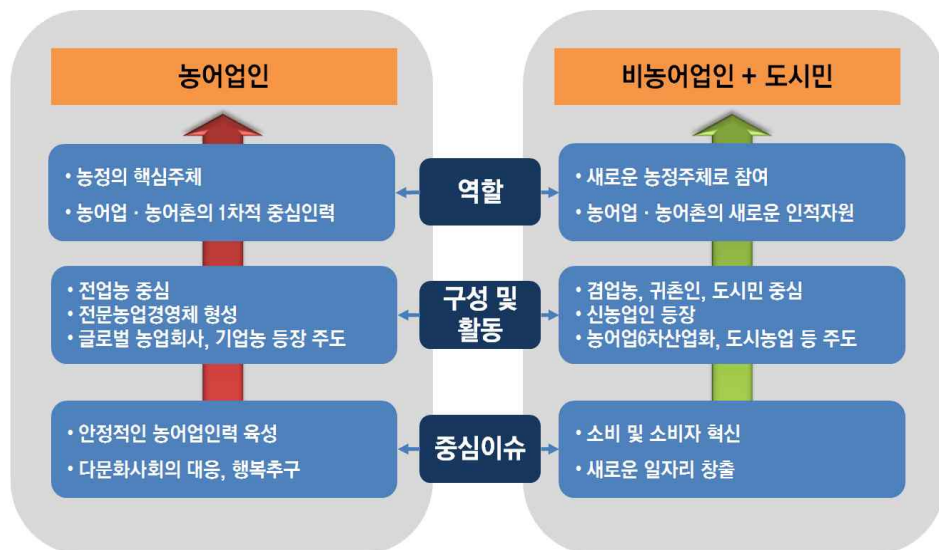 농어업인
비농어업인 + 도시민
• 농정의 핵심주체
• 농어업 · 농어촌의 1차적 중심인력
역할
• 새로운 농정주체로 참여
• 농어업 · 농어촌의 새로운 인적자원
• 전업농 중심
• 전문농업경영체 형성
• 글로벌 농업회사, 기업농 등장 주도
구성 및
활동
• 겸업농, 귀촌인, 도시민 중심
• 신농업인 등장
• 농어업6차산업화, 도시농업 등 주도
• 안정적인 농어업인력 육성
• 다문화사회의 대응, 행복추구
중심이슈
• 소비 및 소비자 혁신
• 새로운 일자리 창출